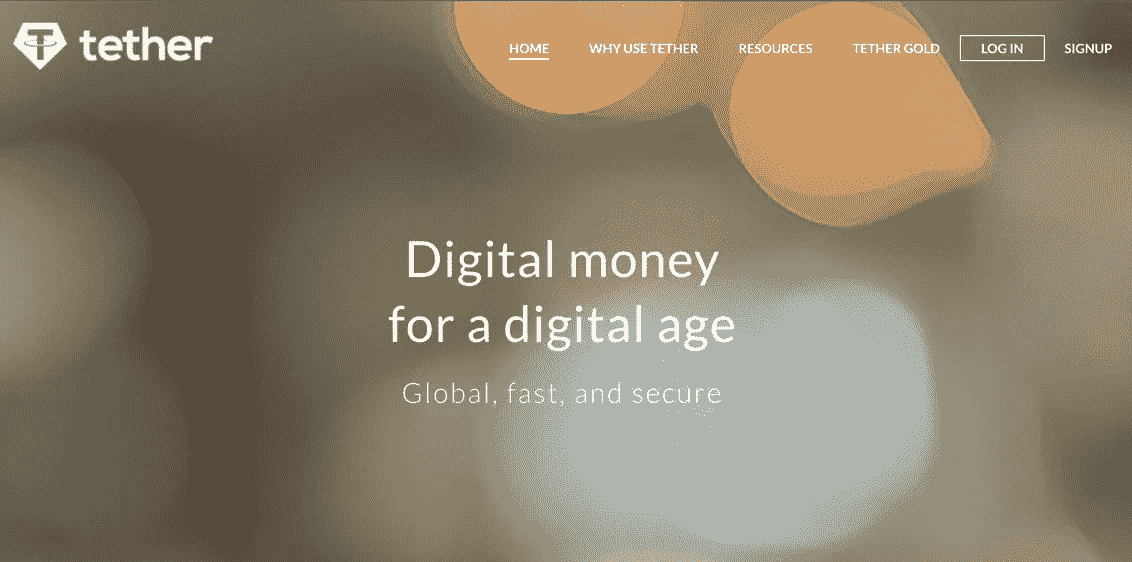 tether
HOME WHY USE TETHER RESOURCES TETHER GOLD LOG IN SIGNUP
Digital money
for a digital age
Global, fast, and secure